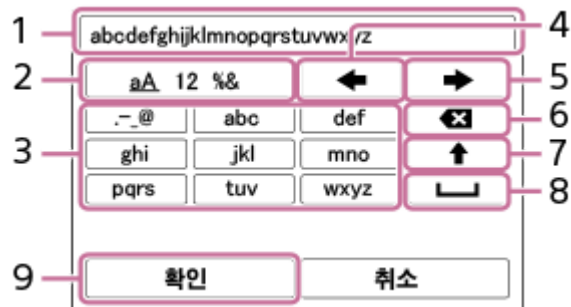 1 abcdefghijklmnopqrstuvwxyz 4
2 aA 12 %& 5
.-_@ abc def 6
3 ghi jkl mno 7
pqrs tuv wxyz 8
9 확인 취소